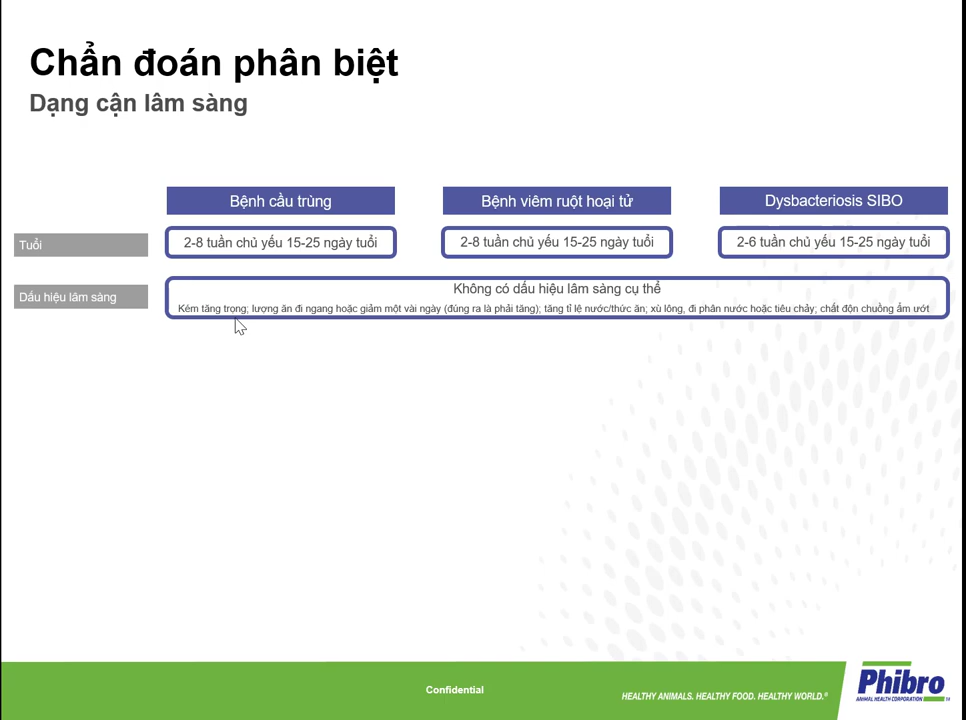 Chẩn đoán phân biệt
Dạng cận lâm sàng
Bệnh cầu trùng
Bệnh viêm ruột hoại tử
Dysbacteriosis SIBO
Tuổi
2-8 tuần chủ yếu 15-25 ngày tuổi
2-8 tuần chủ yếu 15-25 ngày tuổi
2-6 tuần chủ yếu 15-25 ngày tuổi
Dấu hiệu lâm sàng
Không có dấu hiệu lâm sàng cụ thể
Kém tăng trọng; lượng ăn đi ngang hoặc giảm một vài ngày (đúng ra là phải tăng); tăng tỉ lệ nước/thức ăn; xù lông, đi phân nước hoặc tiêu chảy; chất độn chuồng ẩm ướt
Confidential
HEALTHY ANIMALS. HEALTHY FOOD. HEALTHY WORLD.®
Phibro
ANIMAL HEALTH CORPORATION